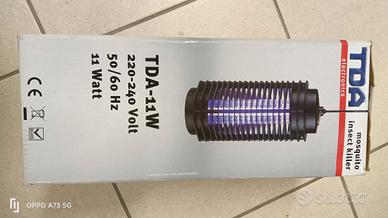 TDA
electronics
mosquito
insect killer
TDA-11W
220-240 Volt
50/60 Hz
11 Watt
CE
OPPO A73 5G
subito